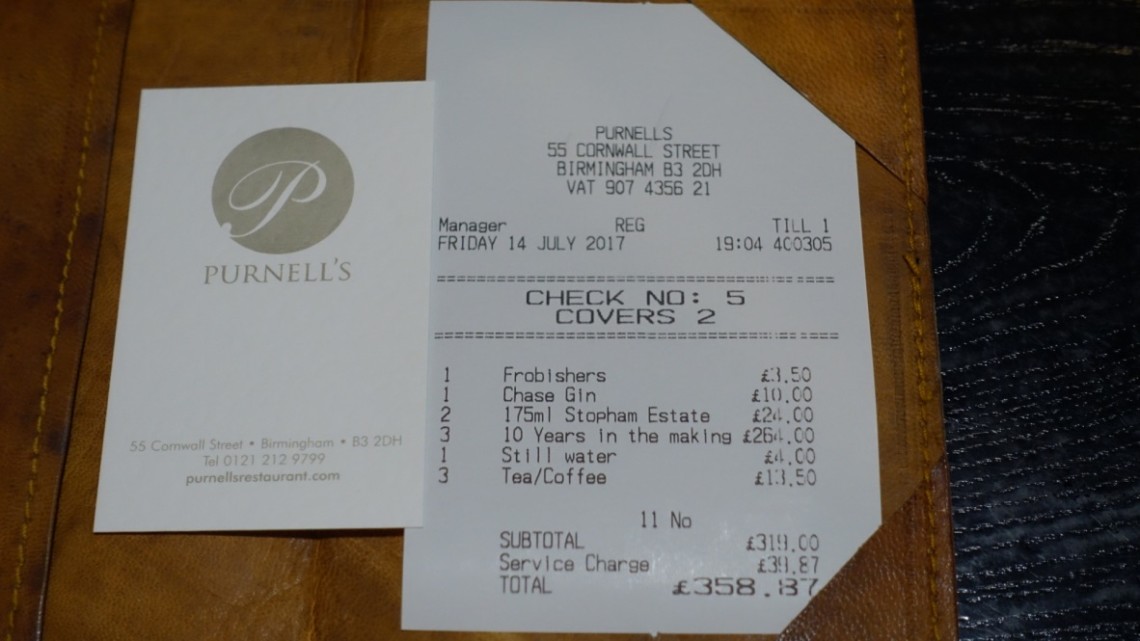 P
PURNELL'S
55 Cornwall Street • Birmingham • B3 2DH
Tel 0121 212 9799
purnellsrestaurant.com
PURNELLS
55 CORNWALL STREET
BIRMINGHAM B3 2DH
VAT 907 4356 21
Manager REG TILL 1
FRIDAY 14 JULY 2017 19:04 400305
CHECK NO: 5
COVERS 2
1 Frobishers £3.50
1 Chase Gin £10.00
2 175ml Stopham Estate £24.00
3 10 Years in the making £264.00
1 Still water £4.00
3 Tea/Coffee £13.50
11 No
SUBTOTAL £319.00
Service Charge £39.87
TOTAL £358.87